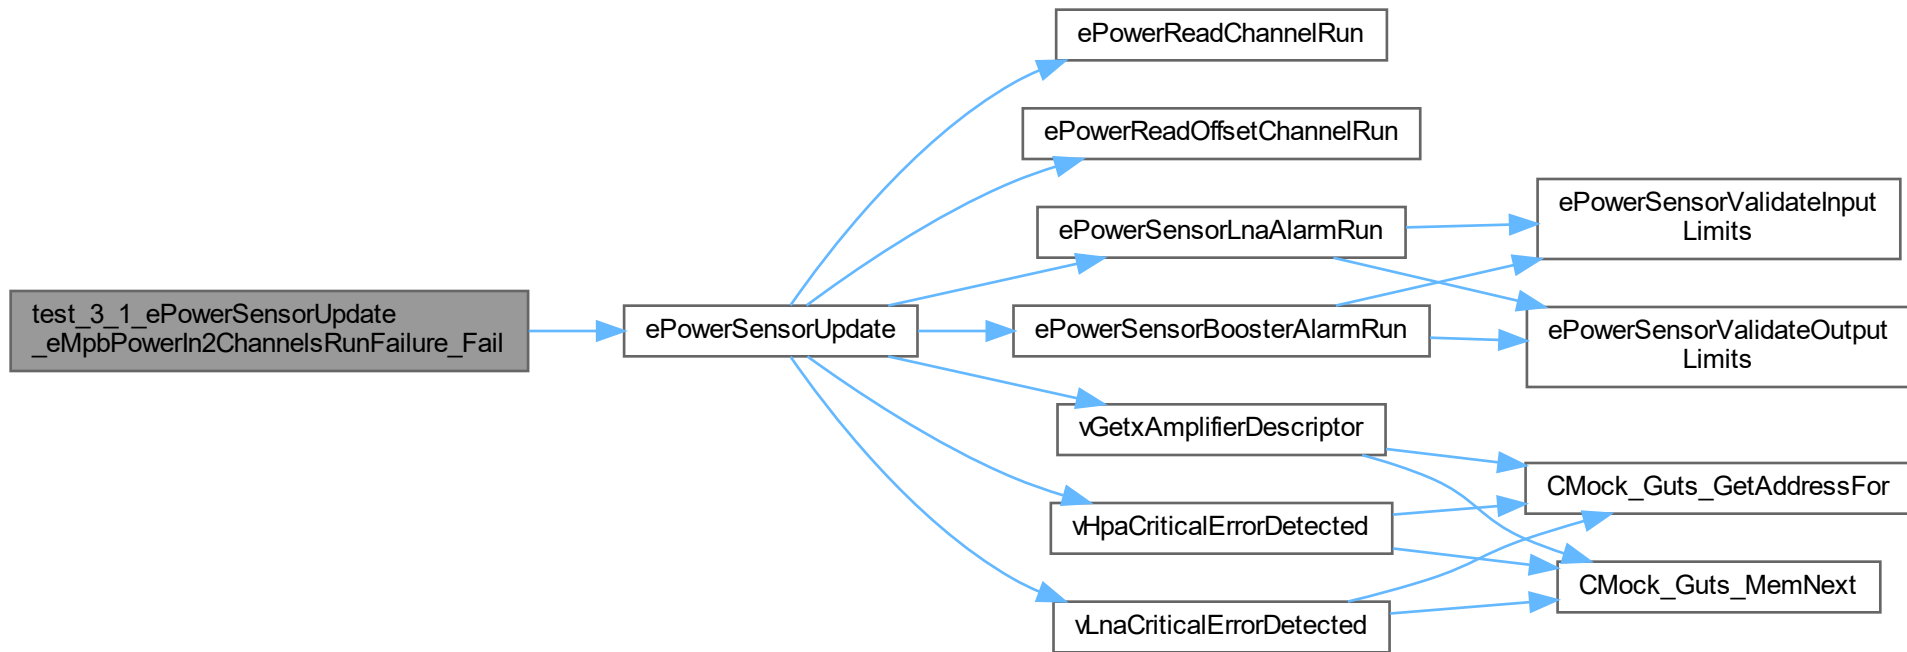 test_3_1_ePowerSensorUpdate
_eMpbPowerIn2ChannelsRunFailure_Fail
ePowerSensorUpdate
ePowerReadChannelRun
ePowerReadOffsetChannelRun
ePowerSensorLnaAlarmRun
ePowerSensorBoosterAlarmRun
vGetxAmplifierDescriptor
vHpaCriticalErrorDetected
vLnaCriticalErrorDetected
ePowerSensorValidateInput
Limits
ePowerSensorValidateOutput
Limits
CMock_Guts_GetAddressFor
CMock_Guts_MemNext